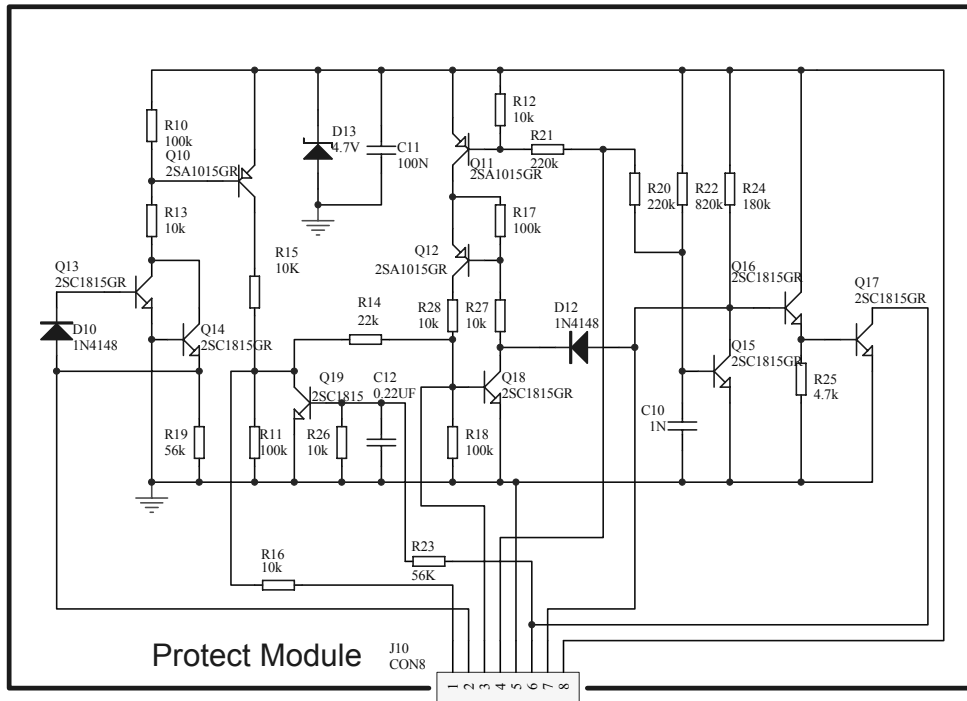 R10
100k
Q10
2SA1015GR
D13
4.7V
C11
100N
R12
10k
R21
220k
Q11
2SA1015GR
R20
220k
R22
820k
R24
180k
R13
10k
R17
100k
Q12
2SA1015GR
Q13
2SC1815GR
R15
10K
Q16
2SC1815GR
Q17
2SC1815GR
D10
1N4148
Q14
2SC1815GR
R14
22k
R28
10k
R27
10k
D12
1N4148
Q15
2SC1815GR
Q19
2SC1815
C12
0.22UF
Q18
2SC1815GR
R25
4.7k
C10
1N
R19
56k
R11
100k
R26
10k
R18
100k
R16
10k
R23
56K
Protect Module
J10
CON8
1
2
3
4
5
6
7
8